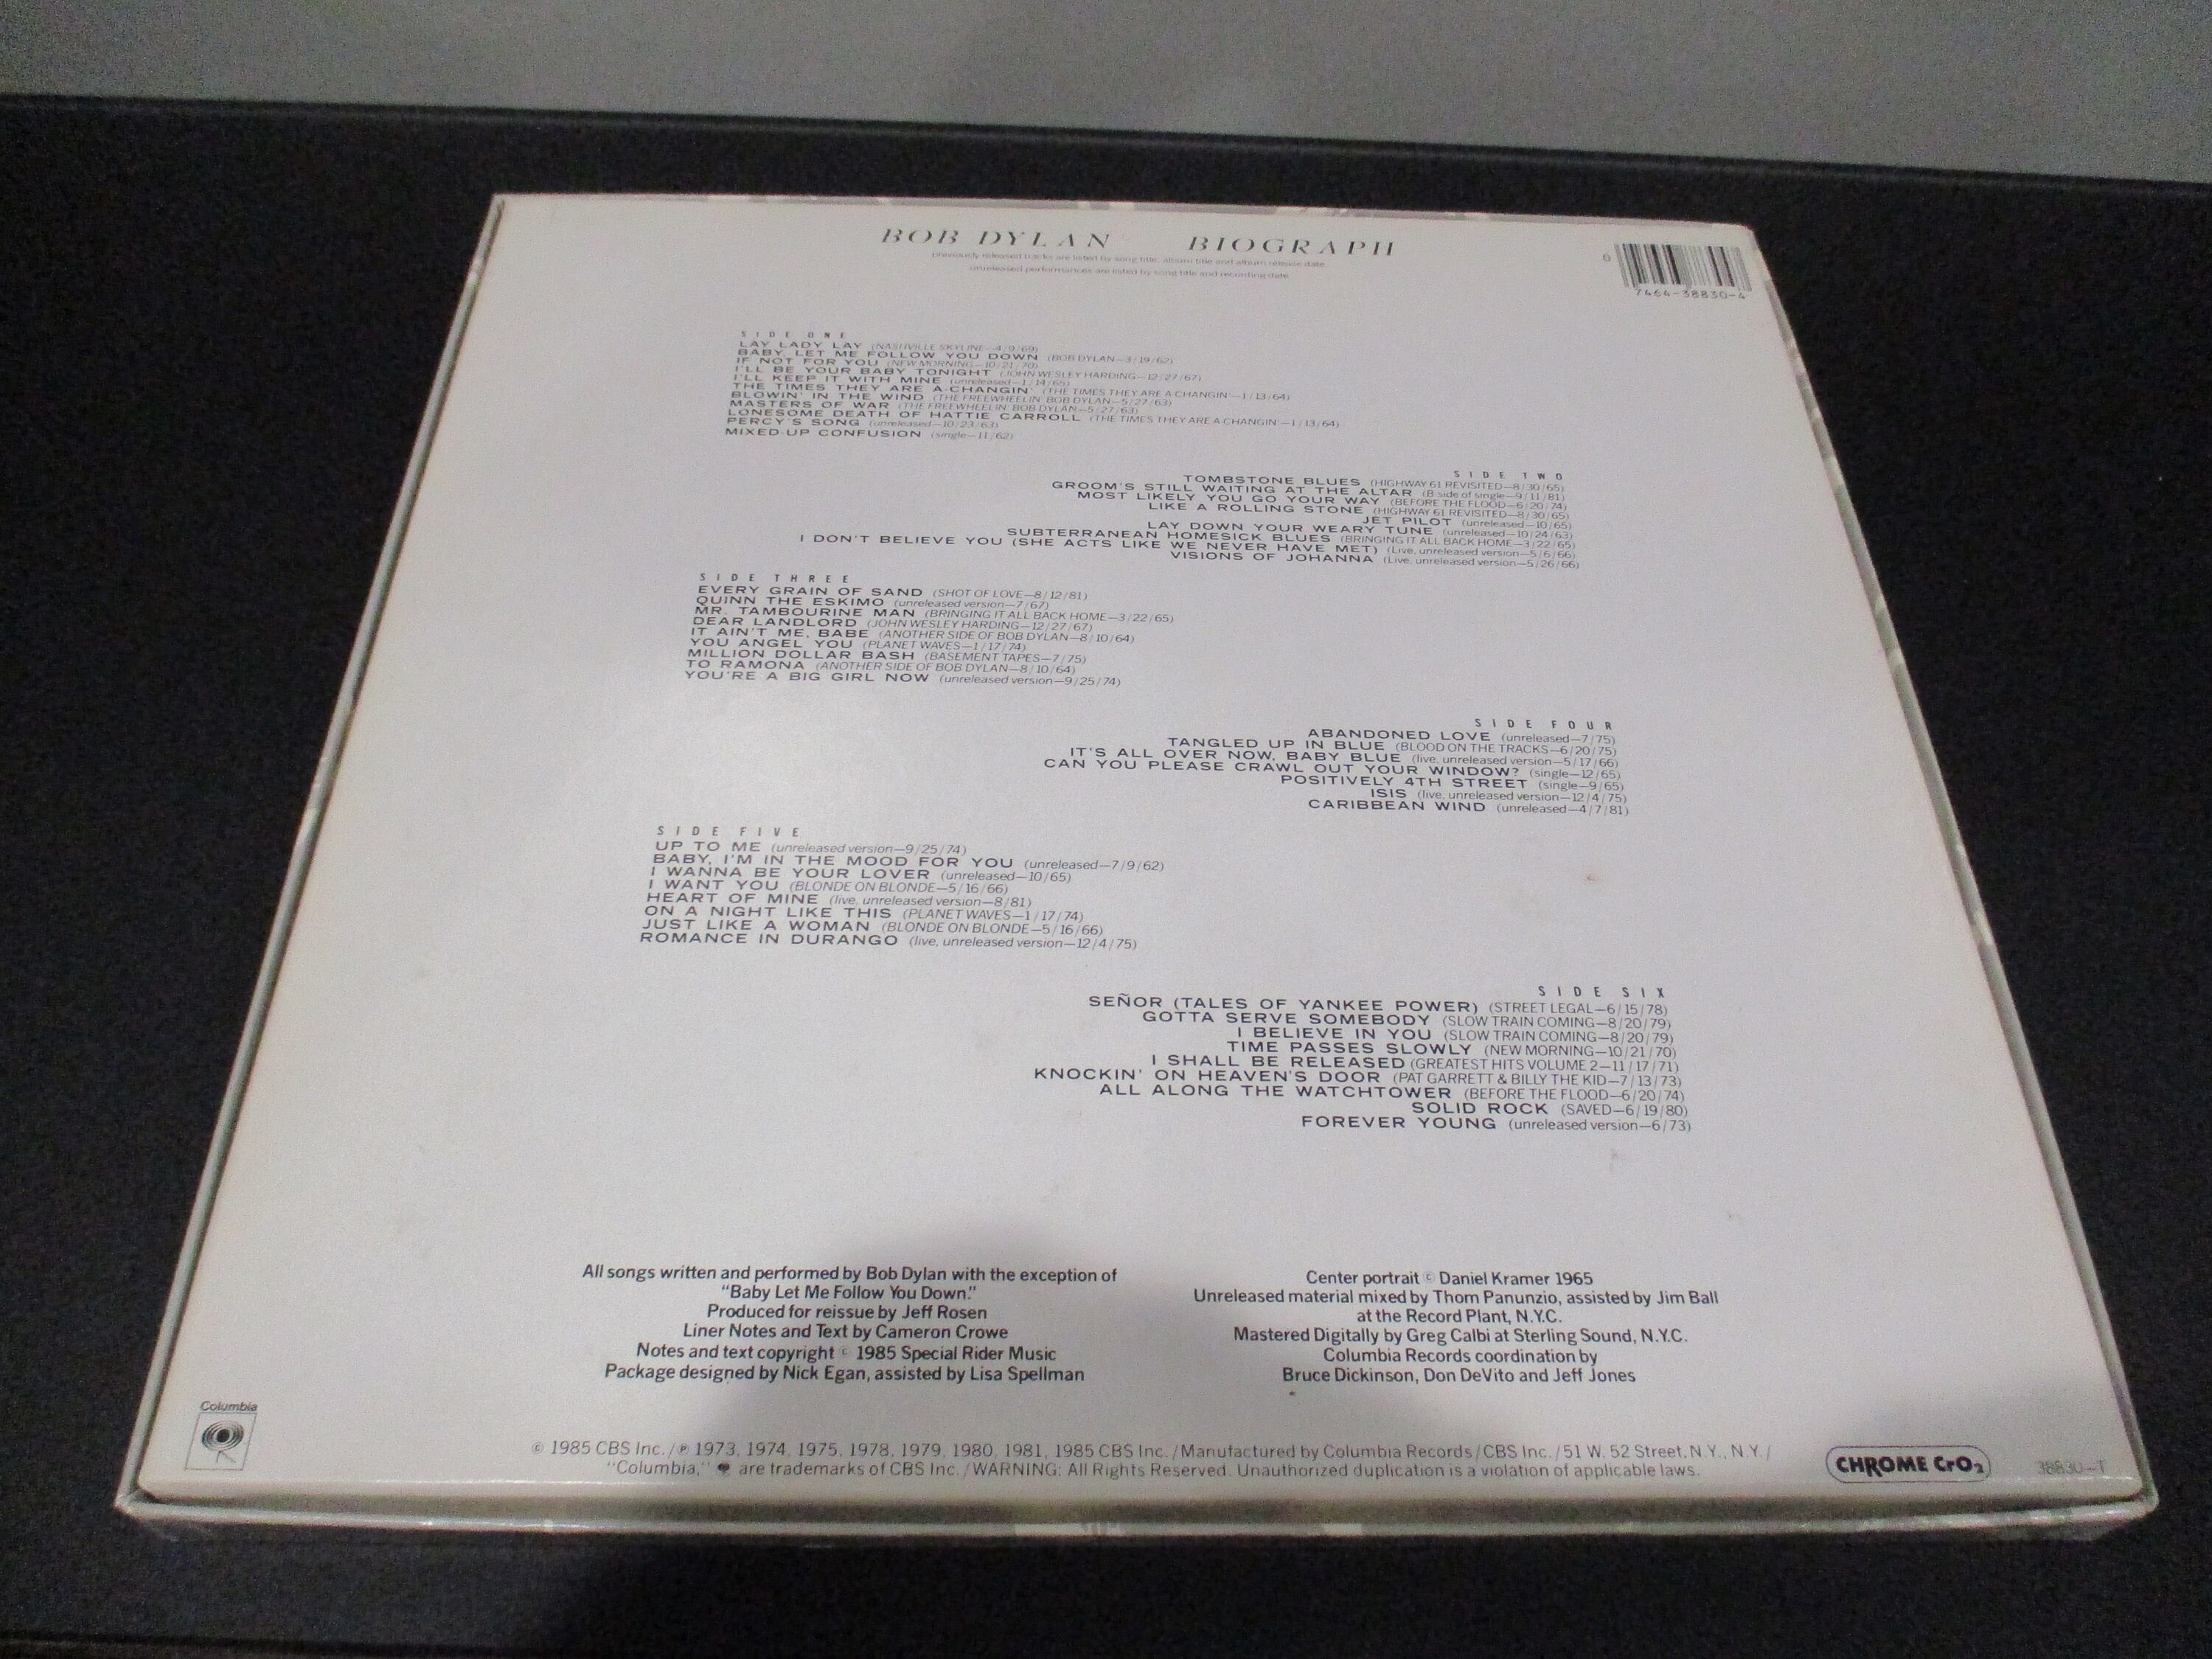 BOB DYLAN BIOGRAPH
previously released tracks are listed by song title, album title and album release date.
unreleased performances are listed by song title and recording date.
0
7464-38830-4
SIDE ONE
LAY LADY LAY (NASHVILLE SKYLINE—4/9/69)
BABY, LET ME FOLLOW YOU DOWN (BOB DYLAN—3/19/62)
IF NOT FOR YOU (NEW MORNING—10/21/70)
I'LL BE YOUR BABY TONIGHT (JOHN WESLEY HARDING—12/27/67)
I'LL KEEP IT WITH MINE (unreleased—1/14/65)
THE TIMES THEY ARE A-CHANGIN' (THE TIMES THEY ARE A-CHANGIN'—1/13/64)
BLOWIN' IN THE WIND (THE FREEWHEELIN' BOB DYLAN—5/27/63)
MASTERS OF WAR (THE FREEWHEELIN' BOB DYLAN—5/27/63)
LONESOME DEATH OF HATTIE CARROLL (THE TIMES THEY ARE A-CHANGIN'—1/13/64)
PERCY'S SONG (unreleased—10/23/63)
MIXED-UP CONFUSION (single—11/62)
SIDE TWO
TOMBSTONE BLUES (HIGHWAY 61 REVISITED—8/30/65)
GROOM'S STILL WAITING AT THE ALTAR (B side of single—9/11/81)
MOST LIKELY YOU GO YOUR WAY (BEFORE THE FLOOD—6/20/74)
LIKE A ROLLING STONE (HIGHWAY 61 REVISITED—8/30/65)
JET PILOT (unreleased—10/65)
LAY DOWN YOUR WEARY TUNE (unreleased—10/24/63)
SUBTERRANEAN HOMESICK BLUES (BRINGING IT ALL BACK HOME—3/22/65)
I DON'T BELIEVE YOU (SHE ACTS LIKE WE NEVER HAVE MET) (Live, unreleased version—5/6/66)
VISIONS OF JOHANNA (Live, unreleased version—5/26/66)
SIDE THREE
EVERY GRAIN OF SAND (SHOT OF LOVE—8/12/81)
QUINN THE ESKIMO (unreleased version—7/67)
MR. TAMBOURINE MAN (BRINGING IT ALL BACK HOME—3/22/65)
DEAR LANDLORD (JOHN WESLEY HARDING—12/27/67)
IT AIN'T ME, BABE (ANOTHER SIDE OF BOB DYLAN—8/10/64)
YOU ANGEL YOU (PLANET WAVES—1/17/74)
MILLION DOLLAR BASH (BASEMENT TAPES—7/75)
TO RAMONA (ANOTHER SIDE OF BOB DYLAN—8/10/64)
YOU'RE A BIG GIRL NOW (unreleased version—9/25/74)
SIDE FOUR
ABANDONED LOVE (unreleased—7/75)
TANGLED UP IN BLUE (BLOOD ON THE TRACKS—6/20/75)
IT'S ALL OVER NOW, BABY BLUE (live, unreleased version—5/17/66)
CAN YOU PLEASE CRAWL OUT YOUR WINDOW? (single—12/65)
POSITIVELY 4TH STREET (single—9/65)
ISIS (live, unreleased version—12/4/75)
CARIBBEAN WIND (unreleased—4/7/81)
SIDE FIVE
UP TO ME (unreleased version—9/25/74)
BABY, I'M IN THE MOOD FOR YOU (unreleased—7/9/62)
I WANNA BE YOUR LOVER (unreleased—10/65)
I WANT YOU (BLONDE ON BLONDE—5/16/66)
HEART OF MINE (live, unreleased version—8/81)
ON A NIGHT LIKE THIS (PLANET WAVES—1/17/74)
JUST LIKE A WOMAN (BLONDE ON BLONDE—5/16/66)
ROMANCE IN DURANGO (live, unreleased version—12/4/75)
SIDE SIX
SEÑOR (TALES OF YANKEE POWER) (STREET LEGAL—6/15/78)
GOTTA SERVE SOMEBODY (SLOW TRAIN COMING—8/20/79)
I BELIEVE IN YOU (SLOW TRAIN COMING—8/20/79)
TIME PASSES SLOWLY (NEW MORNING—10/21/70)
I SHALL BE RELEASED (GREATEST HITS VOLUME 2—11/17/71)
KNOCKIN' ON HEAVEN'S DOOR (PAT GARRETT & BILLY THE KID—7/13/73)
ALL ALONG THE WATCHTOWER (BEFORE THE FLOOD—6/20/74)
SOLID ROCK (SAVED—6/19/80)
FOREVER YOUNG (unreleased version—6/73)
All songs written and performed by Bob Dylan with the exception of
"Baby Let Me Follow You Down."
Produced for reissue by Jeff Rosen
Liner Notes and Text by Cameron Crowe
Notes and text copyright © 1985 Special Rider Music
Package designed by Nick Egan, assisted by Lisa Spellman
Center portrait © Daniel Kramer 1965
Unreleased material mixed by Thom Panunzio, assisted by Jim Ball
at the Record Plant, N.Y.C.
Mastered Digitally by Greg Calbi at Sterling Sound, N.Y.C.
Columbia Records coordination by
Bruce Dickinson, Don DeVito and Jeff Jones
Columbia
© 1985 CBS Inc./℗ 1973, 1974, 1975, 1978, 1979, 1980, 1981, 1985 CBS Inc./Manufactured by Columbia Records/CBS Inc./51 W. 52 Street, N.Y., N.Y./
"Columbia," are trademarks of CBS Inc./WARNING: All Rights Reserved. Unauthorized duplication is a violation of applicable laws.
CHROME CrO2
38830-T